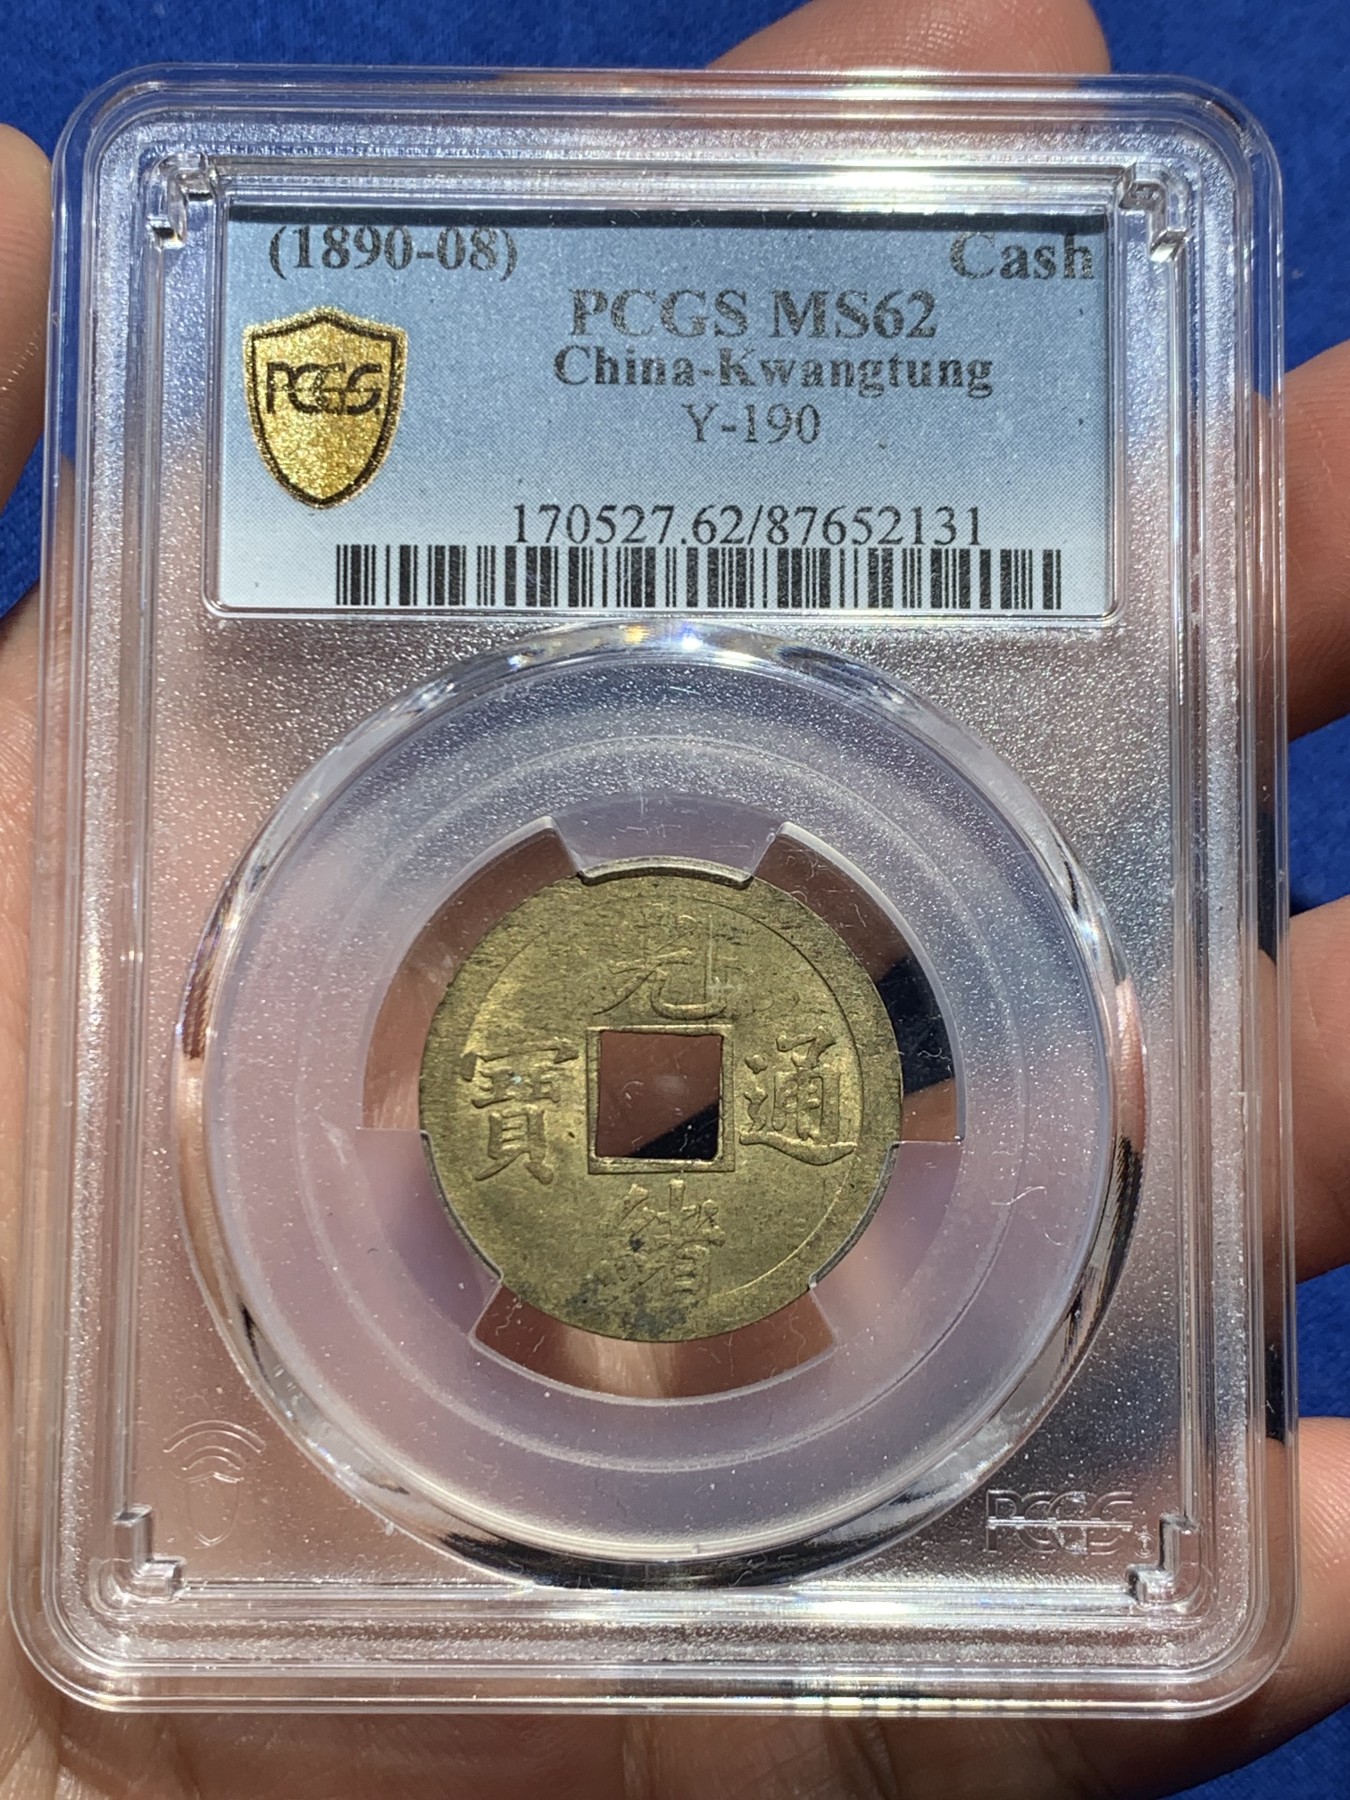 (1890-08) Cash
PCGS MS62
China-Kwangtung
PCGS
Y-190
170527.62/87652131
光
寶 通
緒
PCGS